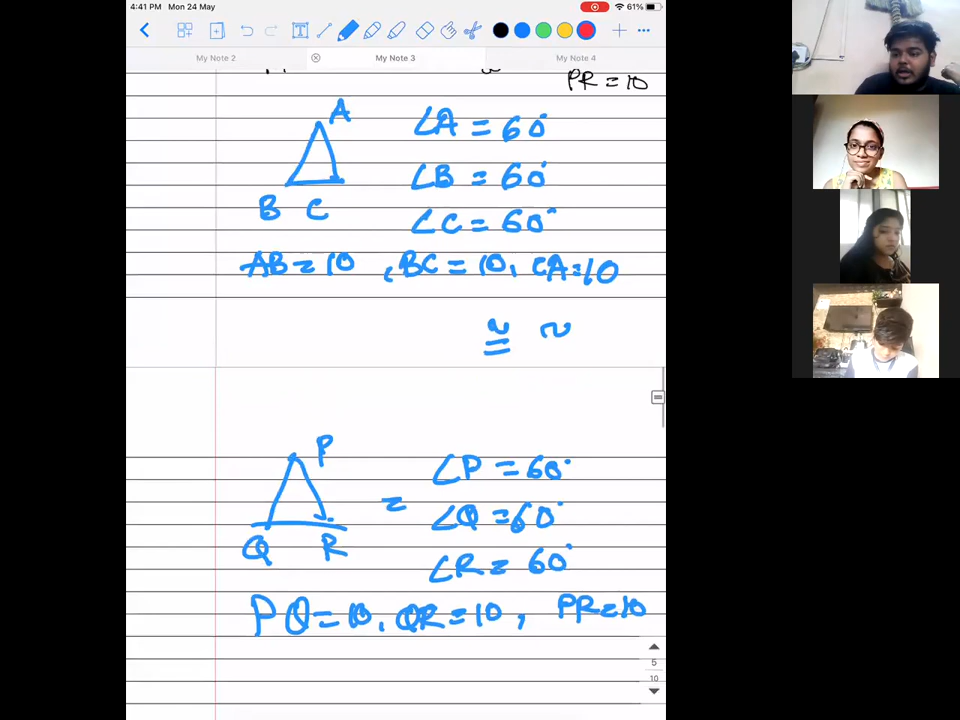 4:41 PM Mon 24 May
61%
My Note 2 My Note 3 My Note 4
PR = 10
A
∠A = 60°
∠B = 60°
B C
∠C = 60°
AB = 10, BC = 10, CA = 10
≅ ~
P
∠P = 60°
=
∠Q = 60°
Q R
∠R = 60°
PQ = 10, QR = 10, PR = 10
5
10